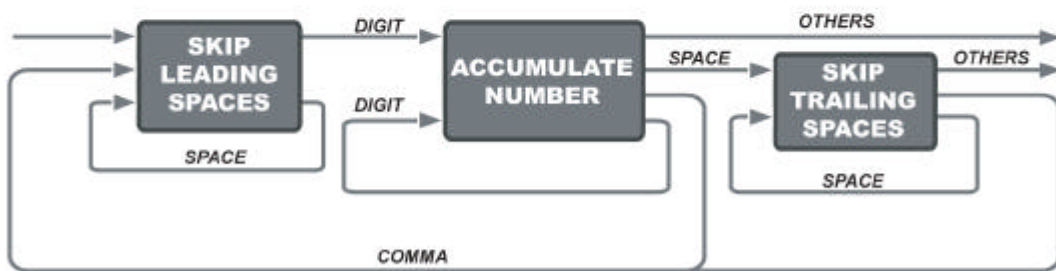 DIGIT
OTHERS
SKIP
LEADING
SPACES
ACCUMULATE
NUMBER
SPACE
SKIP
TRAILING
SPACES
OTHERS
DIGIT
SPACE
SPACE
COMMA